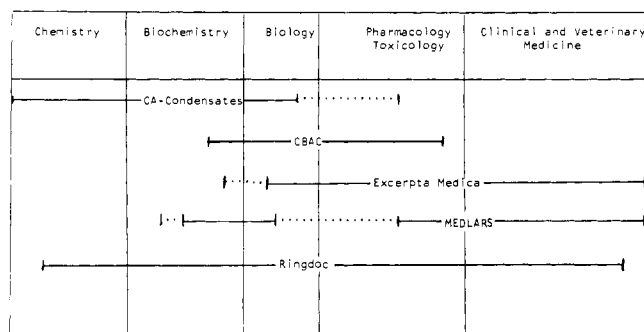 Chemistry Biochemistry Biology Pharmacology Clinical and Veterinary
Toxicology Medicine
CA-Condensates
CBAC
Excerpta Medica
MEDLARS
Ringdoc